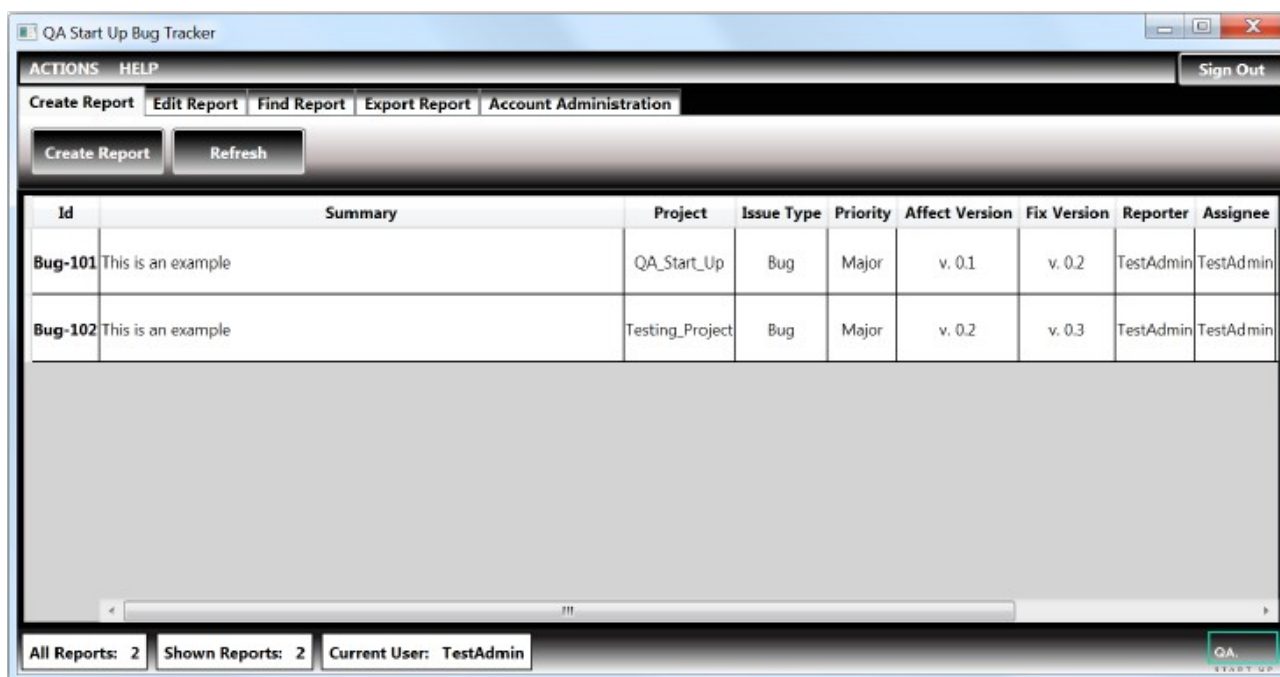 QA Start Up Bug Tracker
ACTIONS HELP Sign Out
Create Report Edit Report Find Report Export Report Account Administration
Create Report Refresh
Id Summary Project Issue Type Priority Affect Version Fix Version Reporter Assignee
Bug-101 This is an example QA_Start_Up Bug Major v. 0.1 v. 0.2 TestAdmin TestAdmin
Bug-102 This is an example Testing_Project Bug Major v. 0.2 v. 0.3 TestAdmin TestAdmin
All Reports: 2 Shown Reports: 2 Current User: TestAdmin QA.
START UP